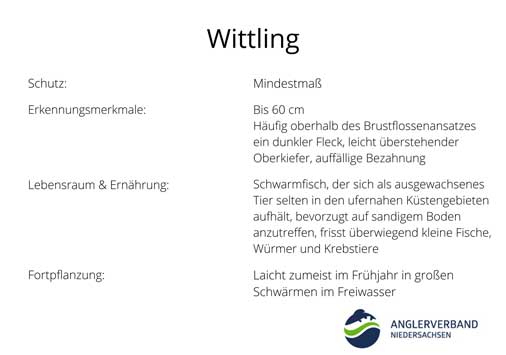 Wittling
Schutz: Mindestmaß
Erkennungsmerkmale: Bis 60 cm
Häufig oberhalb des Brustflossenansatzes
ein dunkler Fleck, leicht überstehender
Oberkiefer, auffällige Bezahnung
Lebensraum & Ernährung: Schwarmfisch, der sich als ausgewachsenes
Tier selten in den ufernahen Küstengebieten
aufhält, bevorzugt auf sandigem Boden
anzutreffen, frisst überwiegend kleine Fische,
Würmer und Krebstiere
Fortpflanzung: Laicht zumeist im Frühjahr in großen
Schwärmen im Freiwasser
ANGLERVERBAND
NIEDERSACHSEN